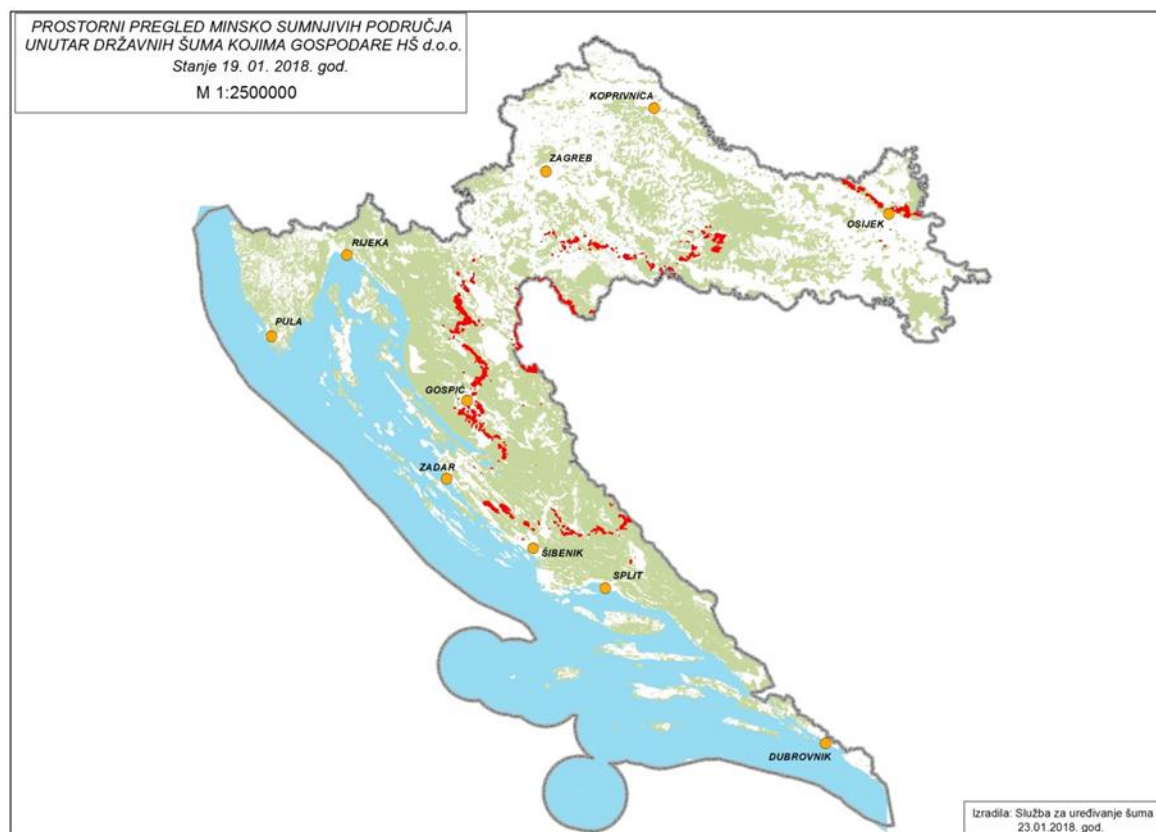 PROSTORNI PREGLED MINSKO SUMNJIVIH PODRUČJA
UNUTAR DRŽAVNIH ŠUMA KOJIMA GOSPODARE HŠ d.o.o.
Stanje 19. 01. 2018. god.
M 1:2500000
KOPRIVNICA
ZAGREB
OSIJEK
RIJEKA
PULA
GOSPIĆ
ZADAR
ŠIBENIK
SPLIT
DUBROVNIK
Izradila: Služba za uređivanje šuma
23.01.2018. god.